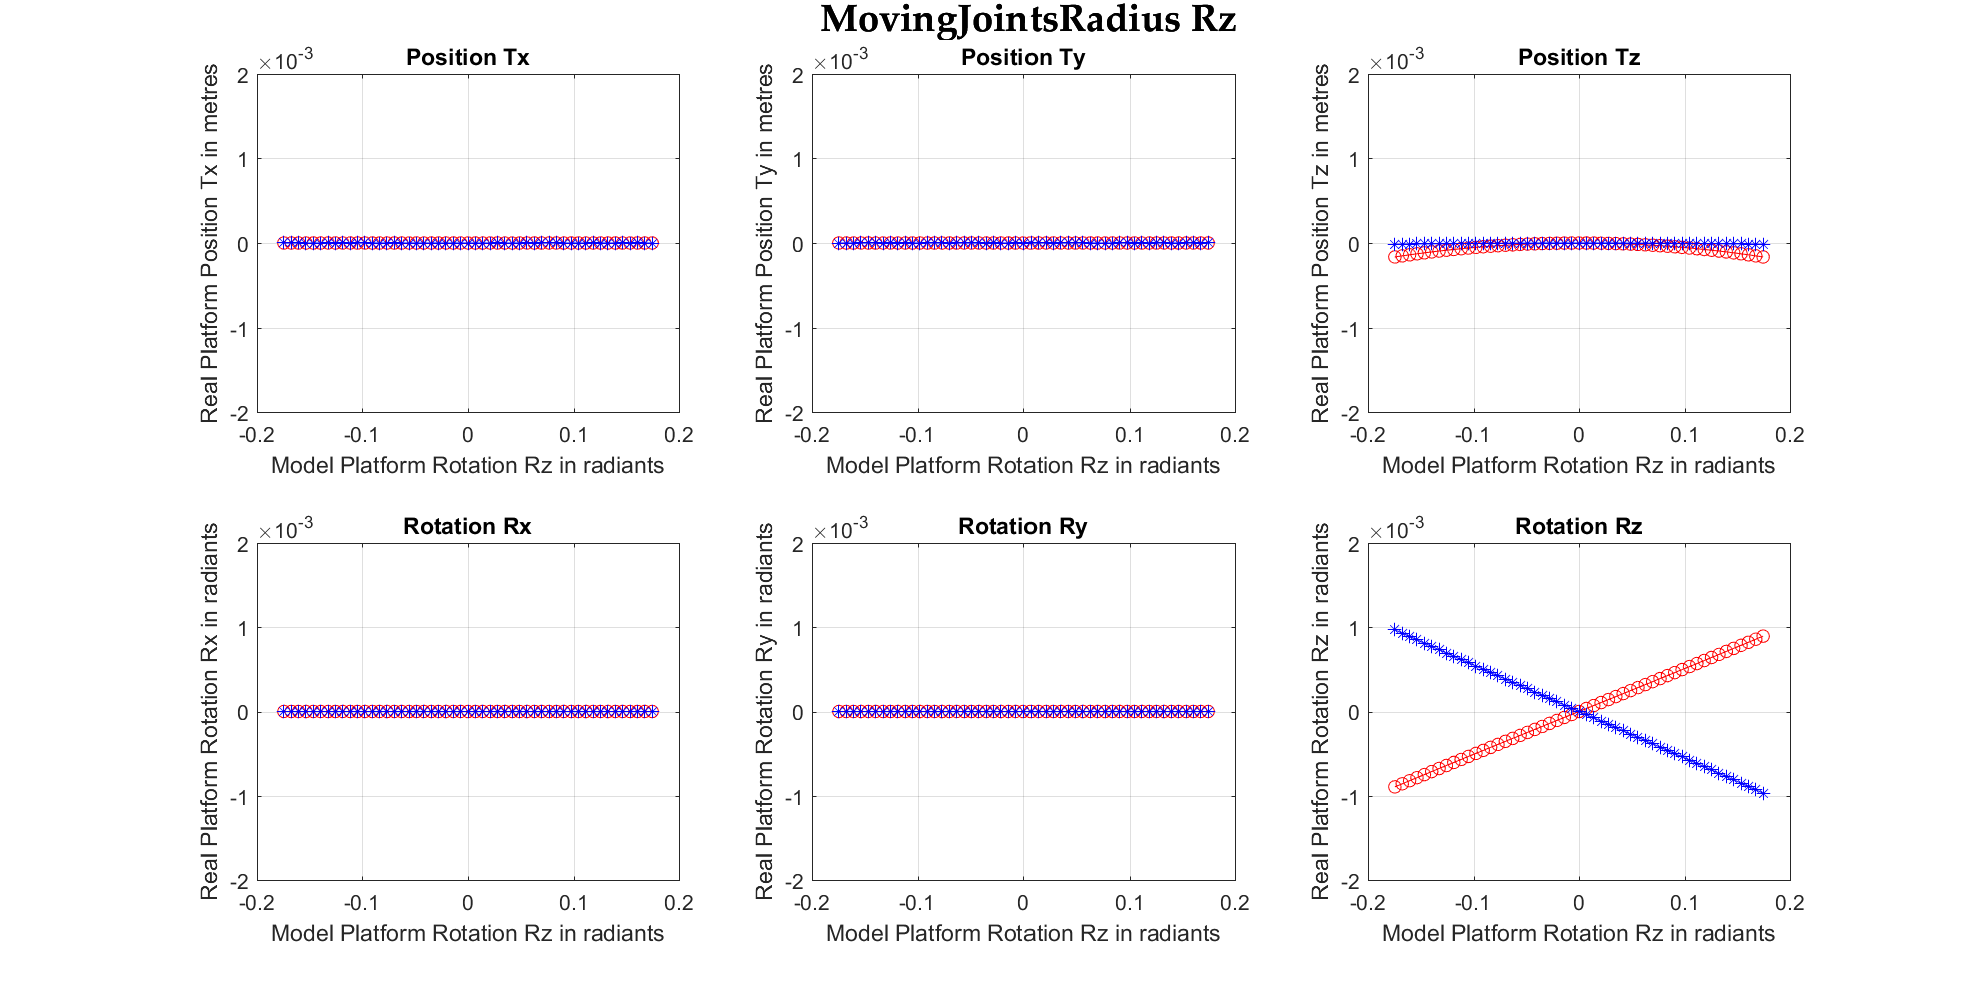 MovingJointsRadius Rz
Position Tx
Position Ty
Position Tz
×10-3
×10-3
×10-3
Real Platform Position Tx in metres
2
1
0
-1
-2
-0.2 -0.1 0 0.1 0.2
Model Platform Rotation Rz in radiants
Real Platform Position Ty in metres
2
1
0
-1
-2
-0.2 -0.1 0 0.1 0.2
Model Platform Rotation Rz in radiants
Real Platform Position Tz in metres
2
1
0
-1
-2
-0.2 -0.1 0 0.1 0.2
Model Platform Rotation Rz in radiants
Rotation Rx
Rotation Ry
Rotation Rz
×10-3
×10-3
×10-3
Real Platform Rotation Rx in radiants
2
1
0
-1
-2
-0.2 -0.1 0 0.1 0.2
Model Platform Rotation Rz in radiants
Real Platform Rotation Ry in radiants
2
1
0
-1
-2
-0.2 -0.1 0 0.1 0.2
Model Platform Rotation Rz in radiants
Real Platform Rotation Rz in radiants
2
1
0
-1
-2
-0.2 -0.1 0 0.1 0.2
Model Platform Rotation Rz in radiants